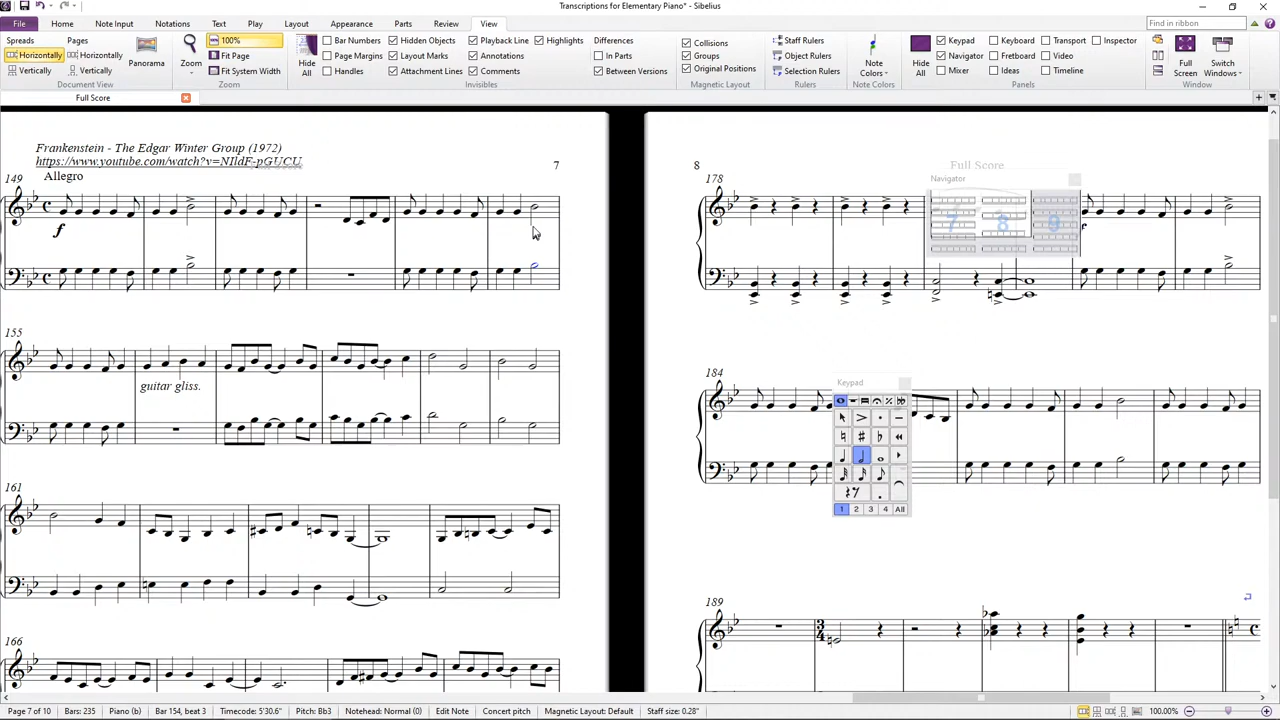 Transcriptions for Elementary Piano* - Sibelius
File Home Note Input Notations Text Play Layout Appearance Parts Review View Find in ribbon
Spreads Pages 100% Bar Numbers Hidden Objects Playback Line Highlights Differences Collisions Staff Rulers Keypad Keyboard Transport Inspector
Horizontally Horizontally Fit Page Page Margins Layout Marks Annotations In Parts Groups Object Rulers Navigator Fretboard Video
Vertically Vertically Panorama Zoom Fit System Width Hide All Handles Attachment Lines Comments Between Versions Original Positions Selection Rulers Note Colors Hide All Mixer Ideas Timeline Full Screen Switch Windows
Document View Zoom Invisibles Magnetic Layout Rulers Note Colors Panels Window
Full Score
Frankenstein - The Edgar Winter Group (1972)
https://www.youtube.com/watch?v=NIldF-pGUCU
7
Allegro
149
f
155
guitar gliss.
161
166
8
Full Score
178
Navigator
7 8 9
184
Keypad
1 2 3 4 All
189
3
4
Page 7 of 10 Bars: 235 Piano (b) Bar 154, beat 3 Timecode: 5'30.6" Pitch: Bb3 Notehead: Normal (0) Edit Note Concert pitch Magnetic Layout: Default Staff size: 0.28" 100.00%